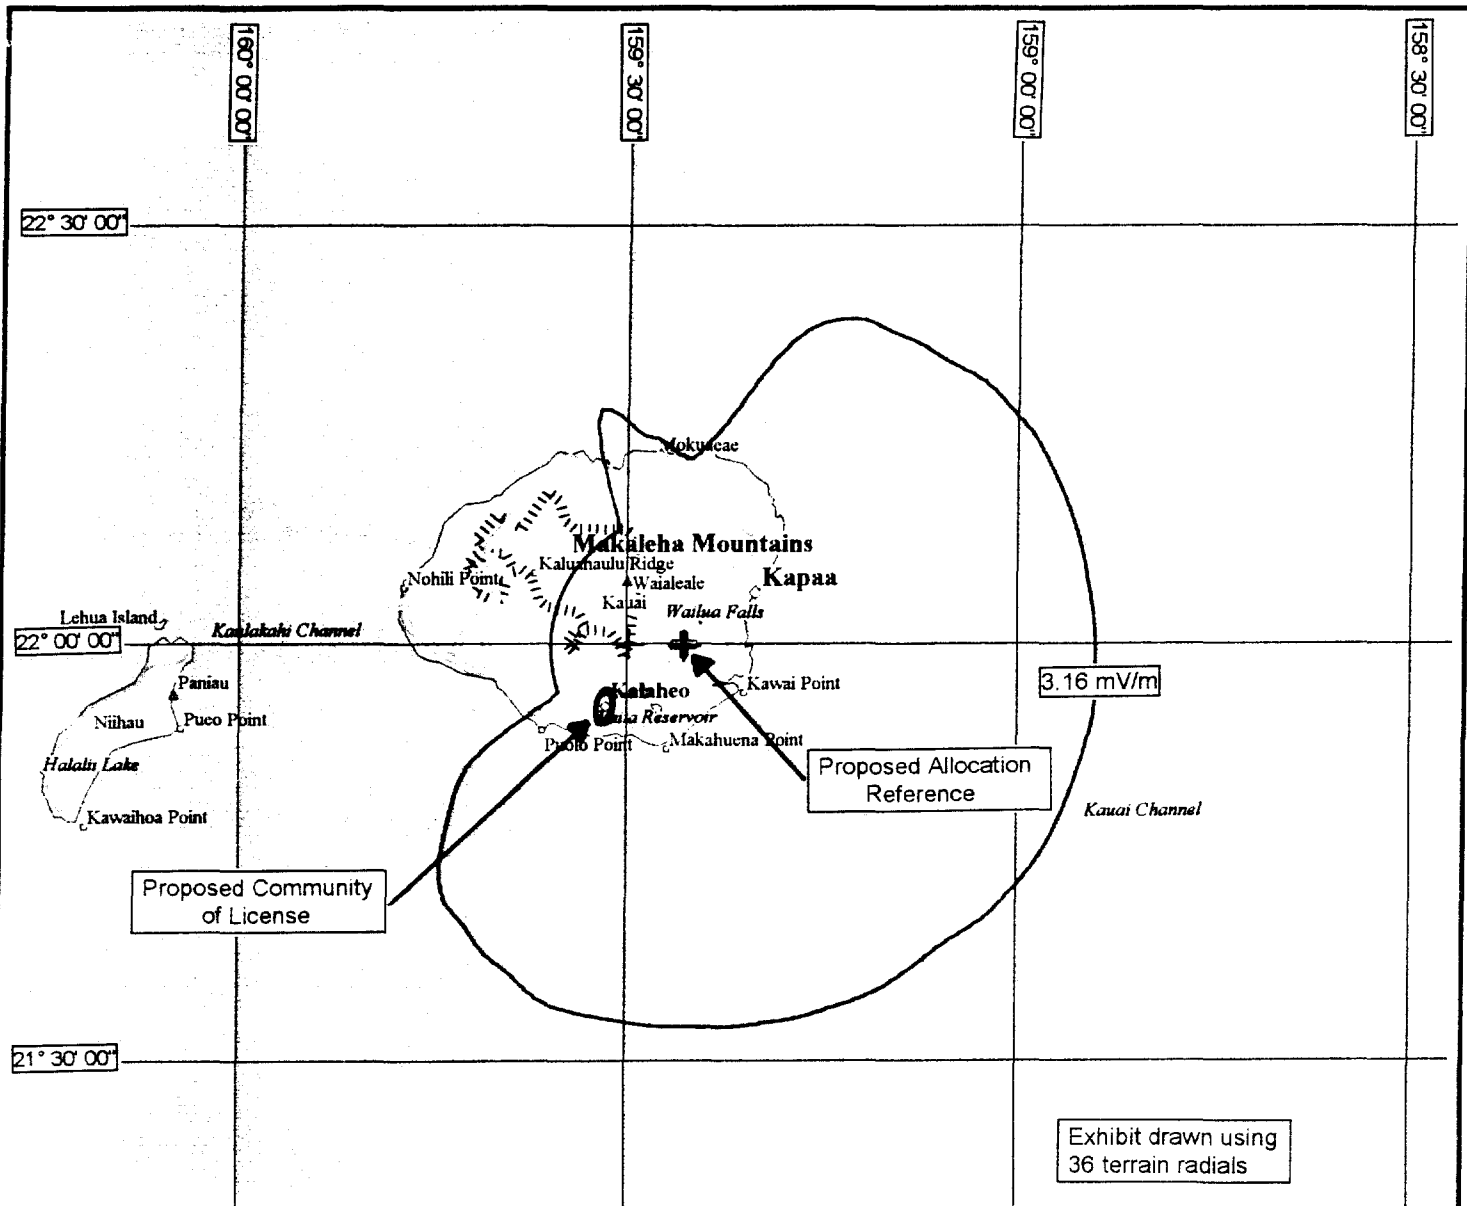 160° 00' 00"
159° 30' 00"
159° 00' 00"
158° 30' 00"
22° 30' 00"
Makaleha Mountains
Kaluahaulu Ridge
Nohili Point
Waialeale
Kapaa
Kauai
Wailua Falls
Lehua Island
Kaulakahi Channel
22° 00' 00"
3.16 mV/m
Paniau
Kalaheo
Kawai Point
Niihau
Pueo Point
Reservoir
Puolo Point
Makahuena Point
Halalii Lake
Proposed Allocation
Reference
Kawaihoa Point
Kauai Channel
Proposed Community
of License
21° 30' 00"
Exhibit drawn using
36 terrain radials